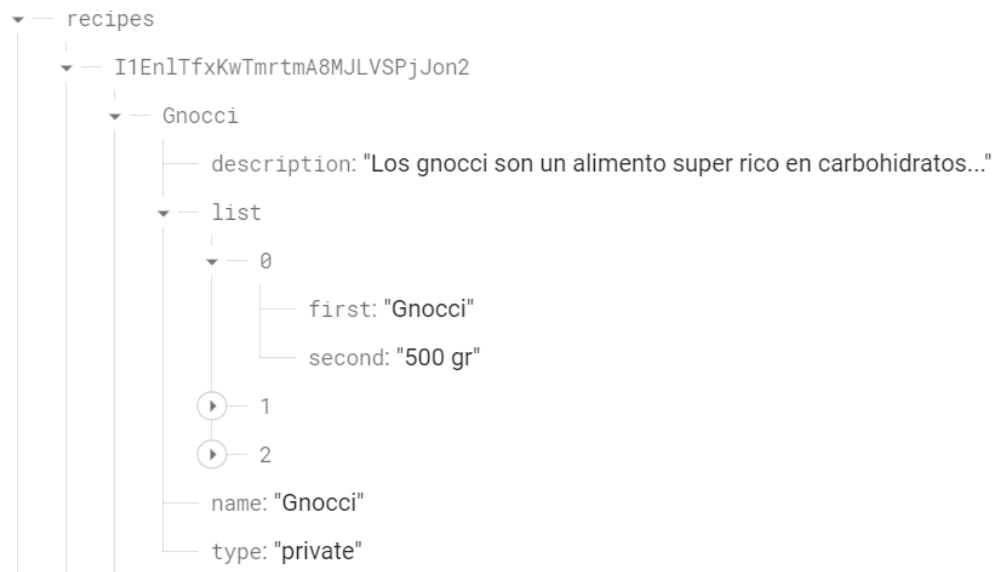 recipes
I1EnlTfxKwTmrtmA8MJLVSPjJon2
Gnocci
description: "Los gnocci son un alimento super rico en carbohidratos..."
list
0
first: "Gnocci"
second: "500 gr"
1
2
name: "Gnocci"
type: "private"